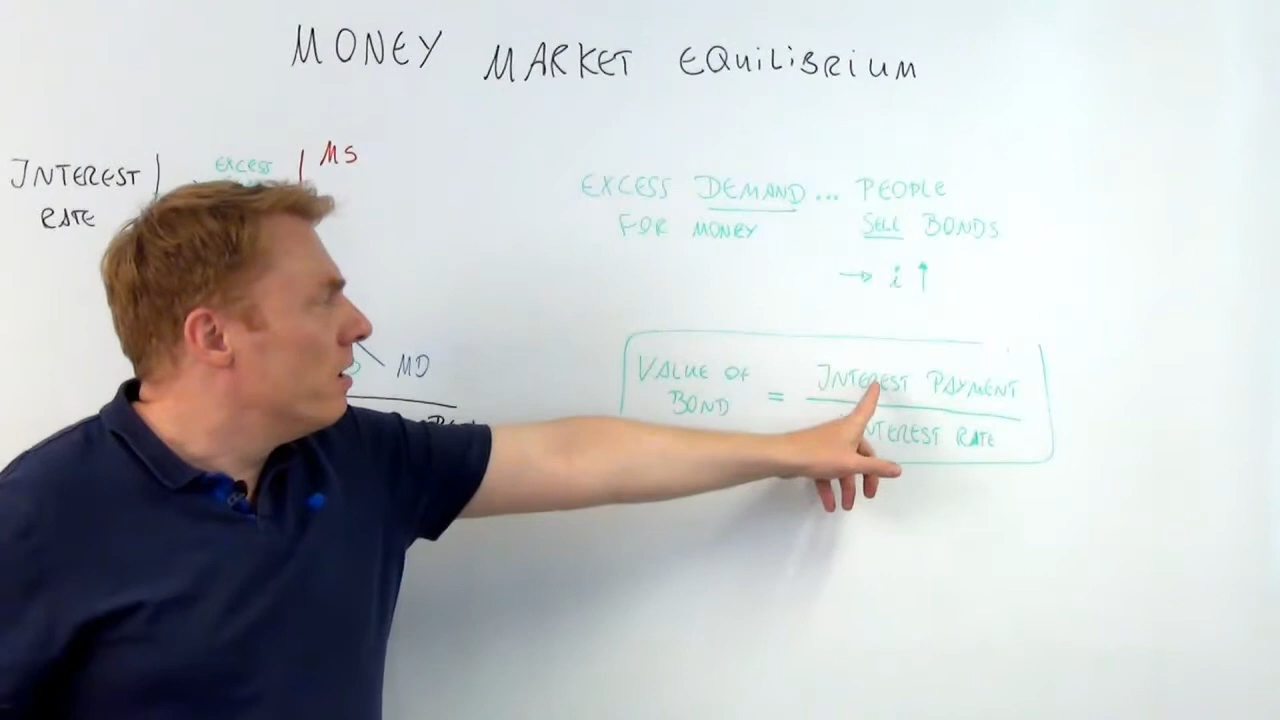 MONEY MARKET EQUILIBRIUM
INTEREST
RATE
EXCESS
MS
MD
EXCESS DEMAND... PEOPLE
FOR MONEY SELL BONDS
→ i ↑
VALUE OF
BOND
=
INTEREST PAYMENT
INTEREST RATE